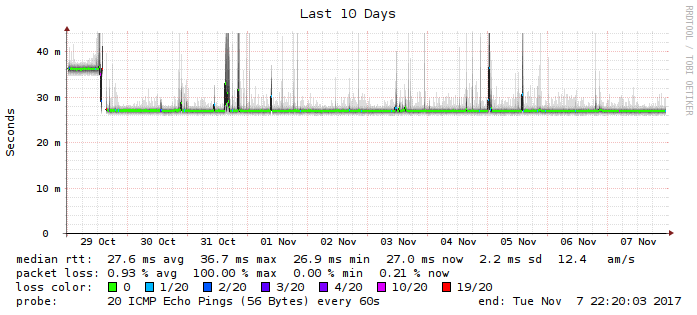 Last 10 Days
RRDTOOL / TOBI OETIKER
Seconds
40 m
30 m
20 m
10 m
0
29 Oct 30 Oct 31 Oct 01 Nov 02 Nov 03 Nov 04 Nov 05 Nov 06 Nov 07 Nov
median rtt: 27.6 ms avg 36.7 ms max 26.9 ms min 27.0 ms now 2.2 ms sd 12.4 am/s
packet loss: 0.93 % avg 100.00 % max 0.00 % min 0.21 % now
loss color: 0 1/20 2/20 3/20 4/20 10/20 19/20
probe: 20 ICMP Echo Pings (56 Bytes) every 60s end: Tue Nov 7 22:20:03 2017